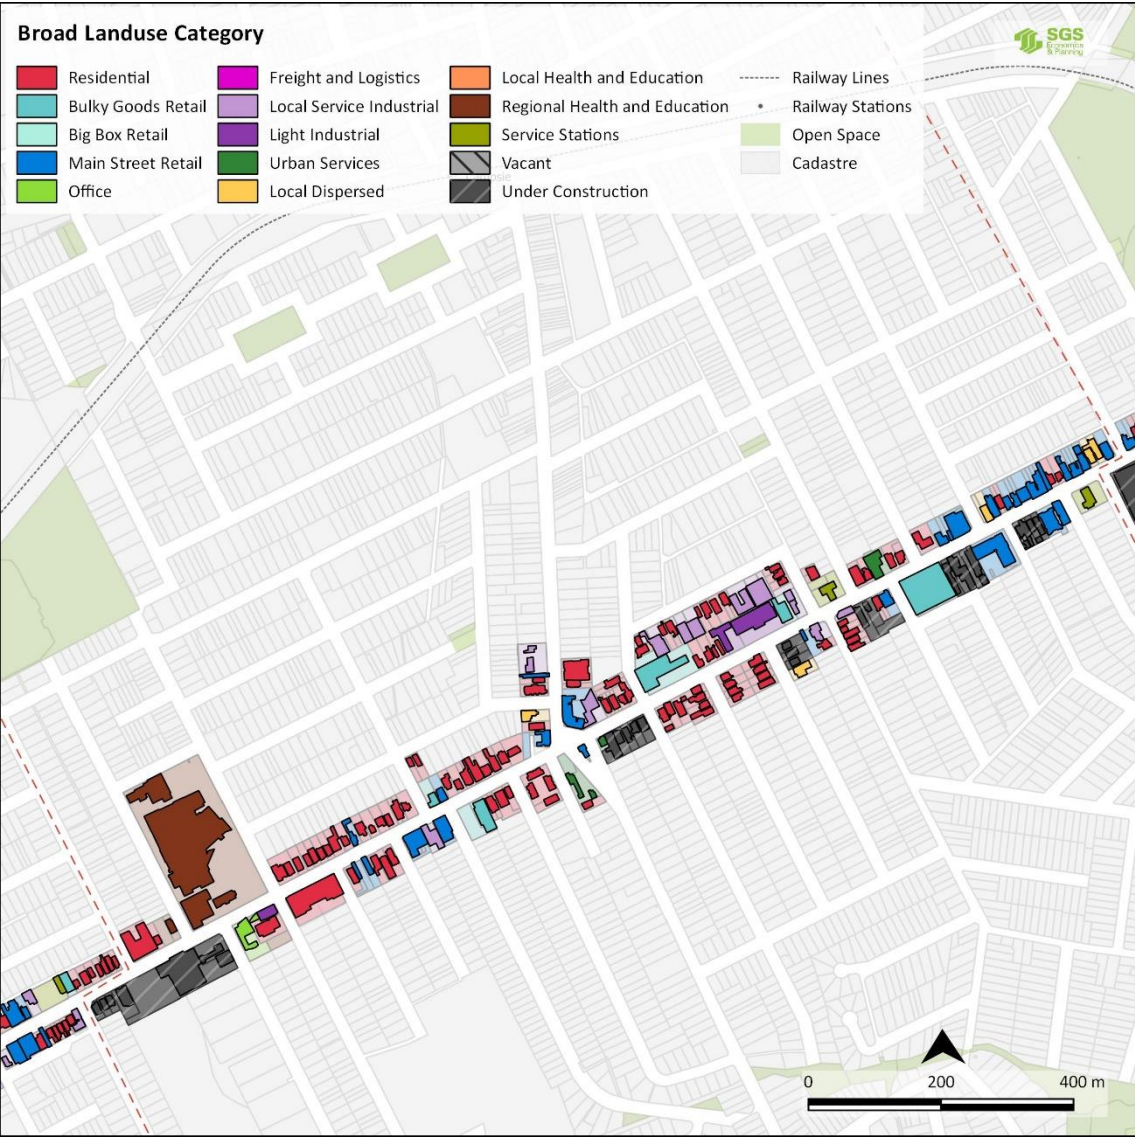 Broad Landuse Category
SGS
Economics
& Planning
Residential
Freight and Logistics
Local Health and Education
Railway Lines
Bulky Goods Retail
Local Service Industrial
Regional Health and Education
Railway Stations
Big Box Retail
Light Industrial
Service Stations
Open Space
Main Street Retail
Urban Services
Vacant
Cadastre
Office
Local Dispersed
Under Construction
0 200 400 m